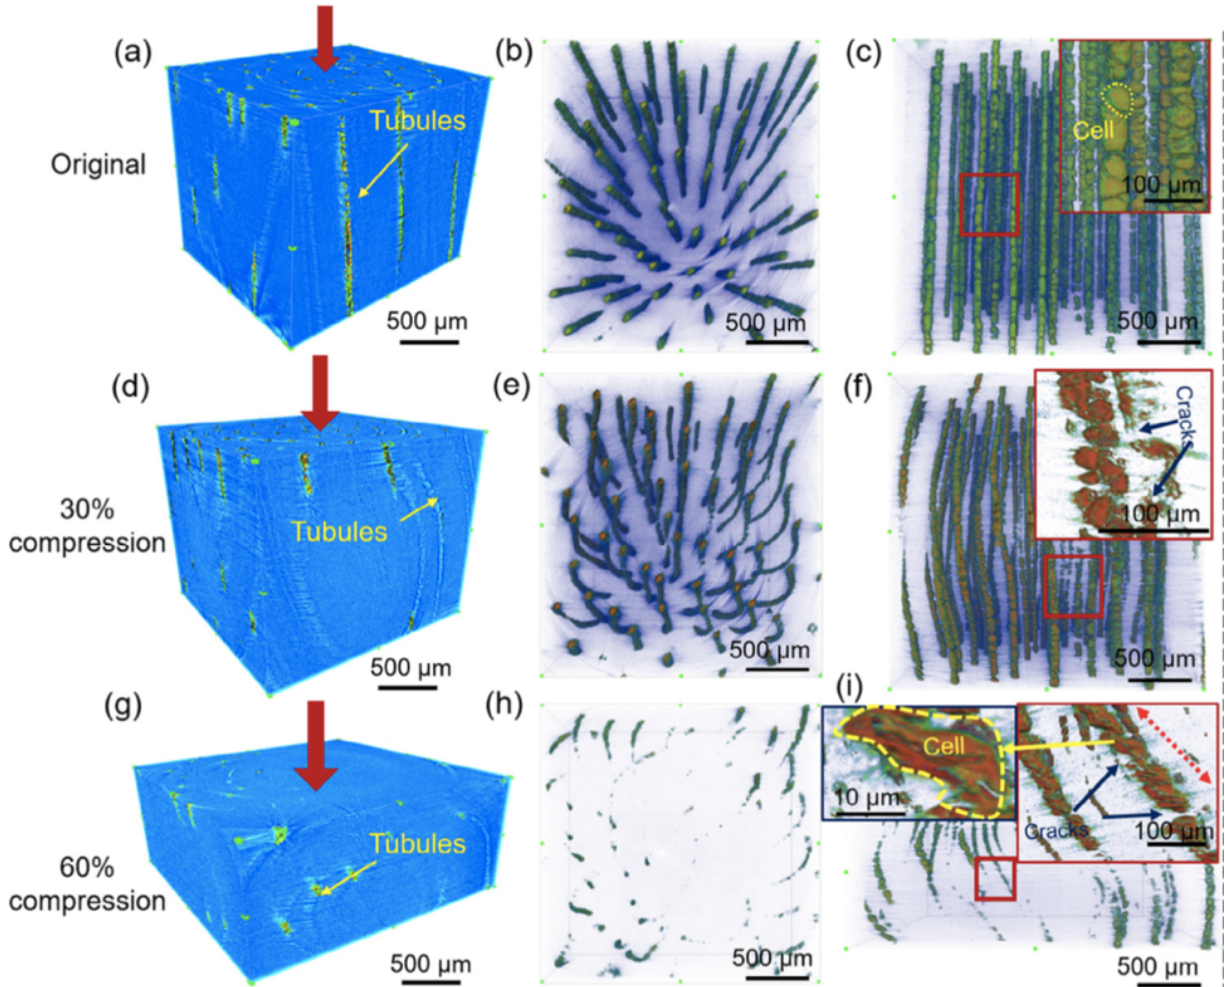 (a)
Tubules
Original
500 μm
(b)
500 μm
(c)
Cell
100 μm
500 μm
(d)
30%
compression
Tubules
500 μm
(e)
500 μm
(f)
Cracks
100 μm
500 μm
(g)
60%
compression
Tubules
500 μm
(h)
500 μm
(i)
Cell
10 μm
Cracks
100 μm
500 μm